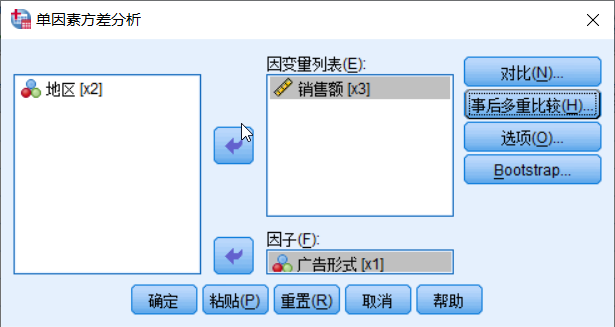 单因素方差分析
因变量列表(E):
地区 [x2]
销售额 [x3]
对比(N)...
事后多重比较(H)...
选项(O)...
Bootstrap...
因子(F):
广告形式 [x1]
确定 粘贴(P) 重置(R) 取消 帮助